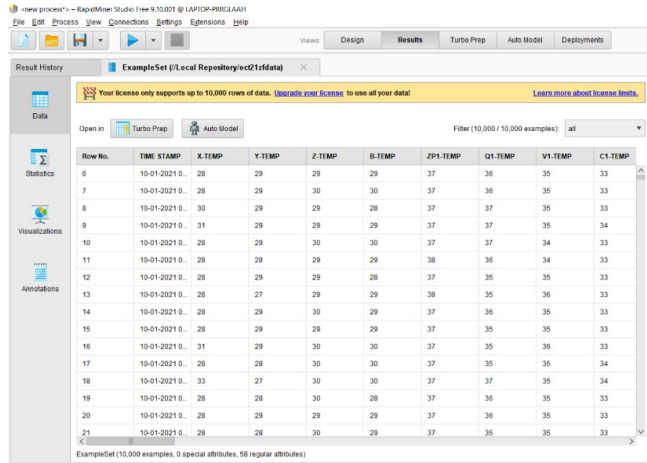 <new process*> – RapidMiner Studio Free 9.10.001 @ LAPTOP-PIRRGLAAH
File Edit Process View Connections Settings Extensions Help
Views: Design Results Turbo Prep Auto Model Deployments
Result History ExampleSet (//Local Repository/oct21zfdata)
Your license only supports up to 10,000 rows of data. Upgrade your license to use all your data! Learn more about license limits.
Data
Open in Turbo Prep Auto Model Filter (10,000 / 10,000 examples): all
Row No. TIME STAMP X-TEMP Y-TEMP Z-TEMP B-TEMP ZP1-TEMP Q1-TEMP V1-TEMP C1-TEMP
6 10-01-2021 0... 28 29 29 29 37 36 35 33
7 10-01-2021 0... 28 29 30 30 37 36 35 33
8 10-01-2021 0... 30 29 29 28 37 37 35 33
9 10-01-2021 0... 31 29 29 29 37 37 35 34
10 10-01-2021 0... 28 29 30 30 37 37 34 33
11 10-01-2021 0... 28 28 29 29 38 36 34 33
12 10-01-2021 0... 28 29 29 28 37 35 35 33
13 10-01-2021 0... 28 27 29 29 38 35 36 33
14 10-01-2021 0... 28 29 30 29 37 36 35 33
15 10-01-2021 0... 28 29 29 29 37 35 35 33
16 10-01-2021 0... 31 29 30 30 37 35 36 33
17 10-01-2021 0... 28 28 30 30 37 35 35 34
18 10-01-2021 0... 33 27 30 30 37 37 35 34
19 10-01-2021 0... 28 28 30 28 37 36 35 33
20 10-01-2021 0... 29 29 29 29 37 36 35 33
21 10-01-2021 0... 28 28 30 29 37 35 35 34
Statistics
Visualizations
Annotations
ExampleSet (10,000 examples, 0 special attributes, 58 regular attributes)